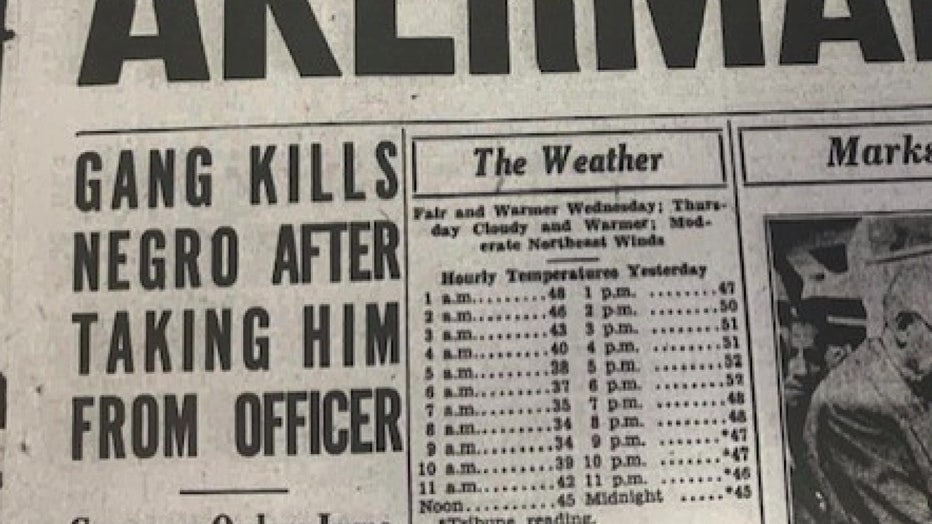 GANG KILLS
NEGRO AFTER
TAKING HIM
FROM OFFICER
The Weather
Fair and Warmer Wednesday; Thurs-
day Cloudy and Warmer; Mod-
erate Northeast Winds
Hourly Temperatures Yesterday
1 a.m.........48 1 p.m. ........47
2 a.m.........46 2 p.m. ........50
3 a.m.........43 3 p.m. ........51
4 a.m.........40 4 p.m. ........51
5 a.m.........38 5 p.m. ........52
6 a.m.........37 6 p.m. ........52
7 a.m.........35 7 p.m. ........48
8 a.m.........34 8 p.m. ........48
9 a.m.........34 9 p.m. .......*47
10 a.m........39 10 p.m. ......*47
11 a.m........42 11 p.m. ......*46
Noon..........45 Midnight .....*45
*Tribune reading.
Marks